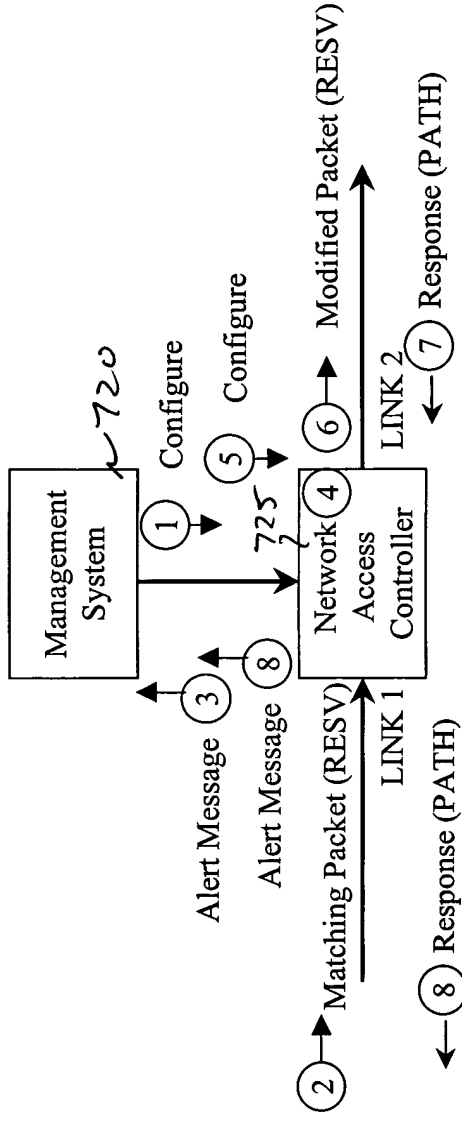 Management
System
720
1
Configure
5
Configure
3
Alert Message
8
Alert Message
725
Network
Access
Controller
4
2
Matching Packet (RESV)
LINK 1
8
Response (PATH)
6
Modified Packet (RESV)
LINK 2
7
Response (PATH)